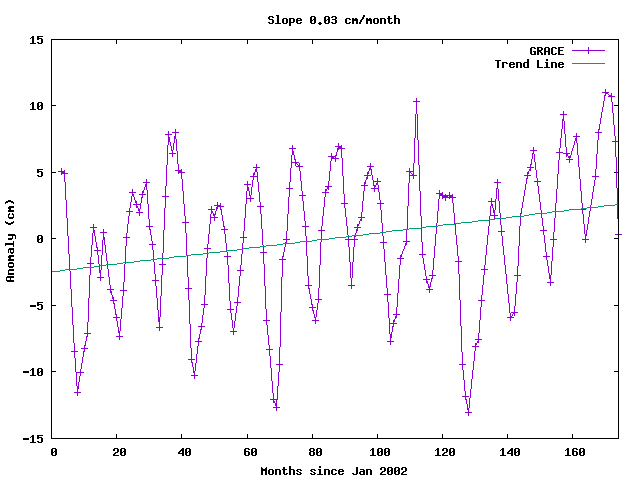 Slope 0.03 cm/month
GRACE
Trend Line
15
10
5
0
-5
-10
-15
Anomaly (cm)
0 20 40 60 80 100 120 140 160
Months since Jan 2002